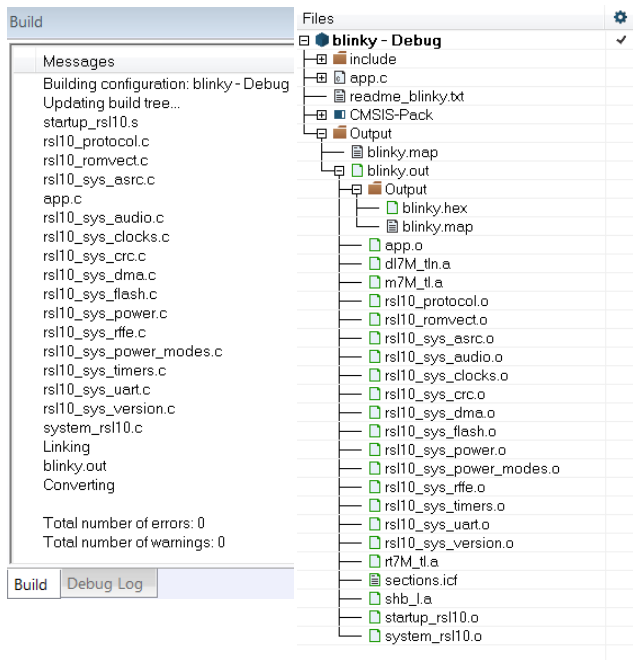 Build
Messages
Building configuration: blinky - Debug
Updating build tree...
startup_rsl10.s
rsl10_protocol.c
rsl10_romvect.c
rsl10_sys_asrc.c
app.c
rsl10_sys_audio.c
rsl10_sys_clocks.c
rsl10_sys_crc.c
rsl10_sys_dma.c
rsl10_sys_flash.c
rsl10_sys_power.c
rsl10_sys_rffe.c
rsl10_sys_power_modes.c
rsl10_sys_timers.c
rsl10_sys_uart.c
rsl10_sys_version.c
system_rsl10.c
Linking
blinky.out
Converting
Total number of errors: 0
Total number of warnings: 0
Build
Debug Log
Files
blinky - Debug
include
app.c
readme_blinky.txt
CMSIS-Pack
Output
blinky.map
blinky.out
Output
blinky.hex
blinky.map
app.o
dl7M_tln.a
m7M_tl.a
rsl10_protocol.o
rsl10_romvect.o
rsl10_sys_asrc.o
rsl10_sys_audio.o
rsl10_sys_clocks.o
rsl10_sys_crc.o
rsl10_sys_dma.o
rsl10_sys_flash.o
rsl10_sys_power.o
rsl10_sys_power_modes.o
rsl10_sys_rffe.o
rsl10_sys_timers.o
rsl10_sys_uart.o
rsl10_sys_version.o
rt7M_tl.a
sections.icf
shb_l.a
startup_rsl10.o
system_rsl10.o